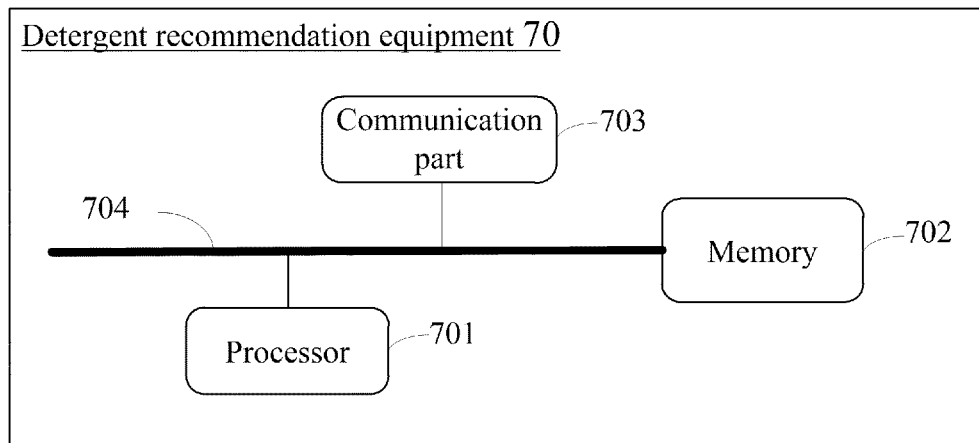 Detergent recommendation equipment 70
Communication
part
703
704
Memory
702
Processor
701